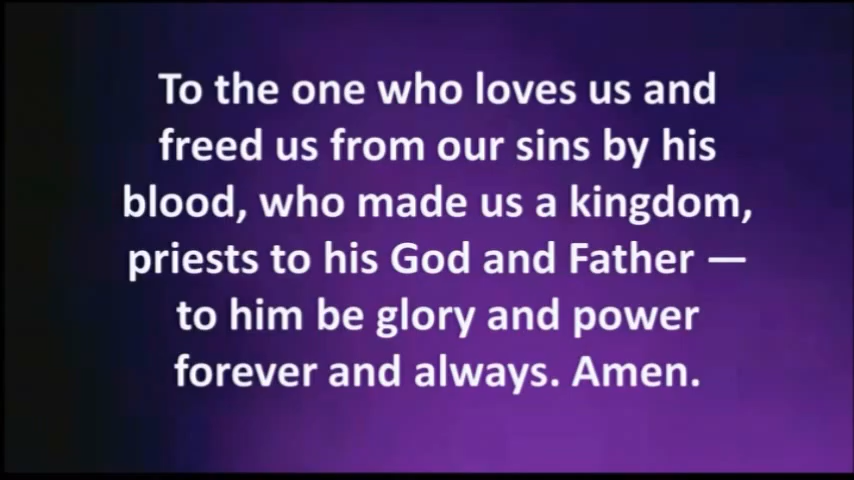 To the one who loves us and
freed us from our sins by his
blood, who made us a kingdom,
priests to his God and Father —
to him be glory and power
forever and always. Amen.